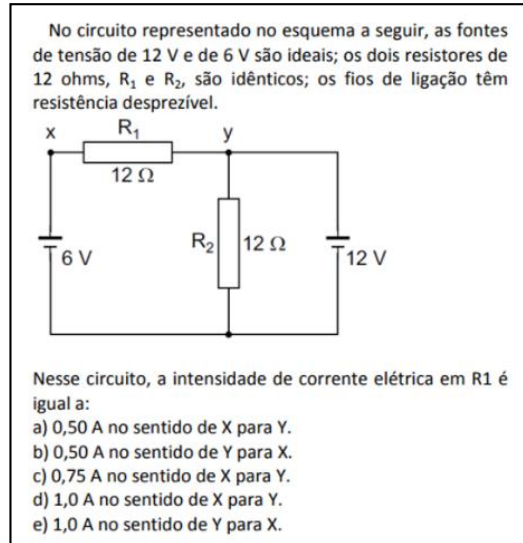 No circuito representado no esquema a seguir, as fontes
de tensão de 12 V e de 6 V são ideais; os dois resistores de
12 ohms, R₁ e R₂, são idênticos; os fios de ligação têm
resistência desprezível.
x R₁ y
12 Ω
6 V R₂ 12 Ω 12 V
Nesse circuito, a intensidade de corrente elétrica em R1 é
igual a:
a) 0,50 A no sentido de X para Y.
b) 0,50 A no sentido de Y para X.
c) 0,75 A no sentido de X para Y.
d) 1,0 A no sentido de X para Y.
e) 1,0 A no sentido de Y para X.